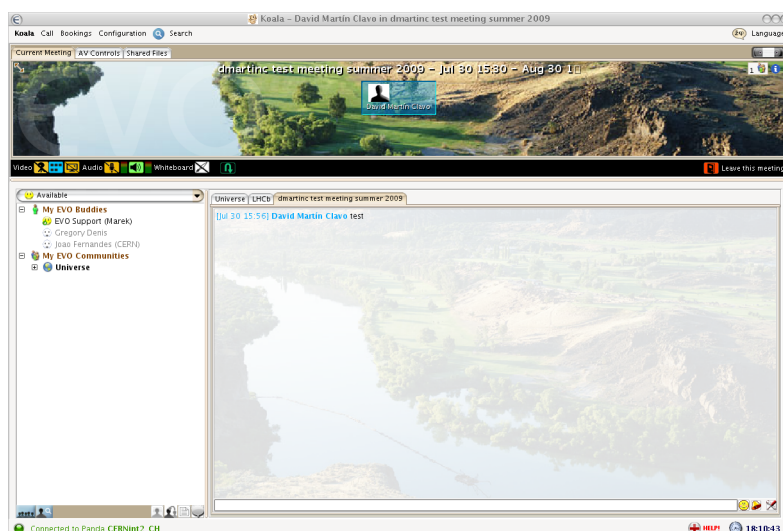 Koala – David Martín Clavo in dmartinc test meeting summer 2009
Koala Call Bookings Configuration Search
Language
Current Meeting AV Controls Shared Files
dmartinc test meeting summer 2009 – Jul 30 15:30 – Aug 30 1
1
EVO
David Martín Clavo
Video Audio Whiteboard
Leave this meeting
Available
My EVO Buddies
EVO Support (Marek)
Gregory Denis
Joao Fernandes (CERN)
My EVO Communities
Universe
Universe LHCb dmartinc test meeting summer 2009
[Jul 30 15:56] David Martín Clavo test
Connected to Panda CERNint2_CH
HELP!
18:10:43